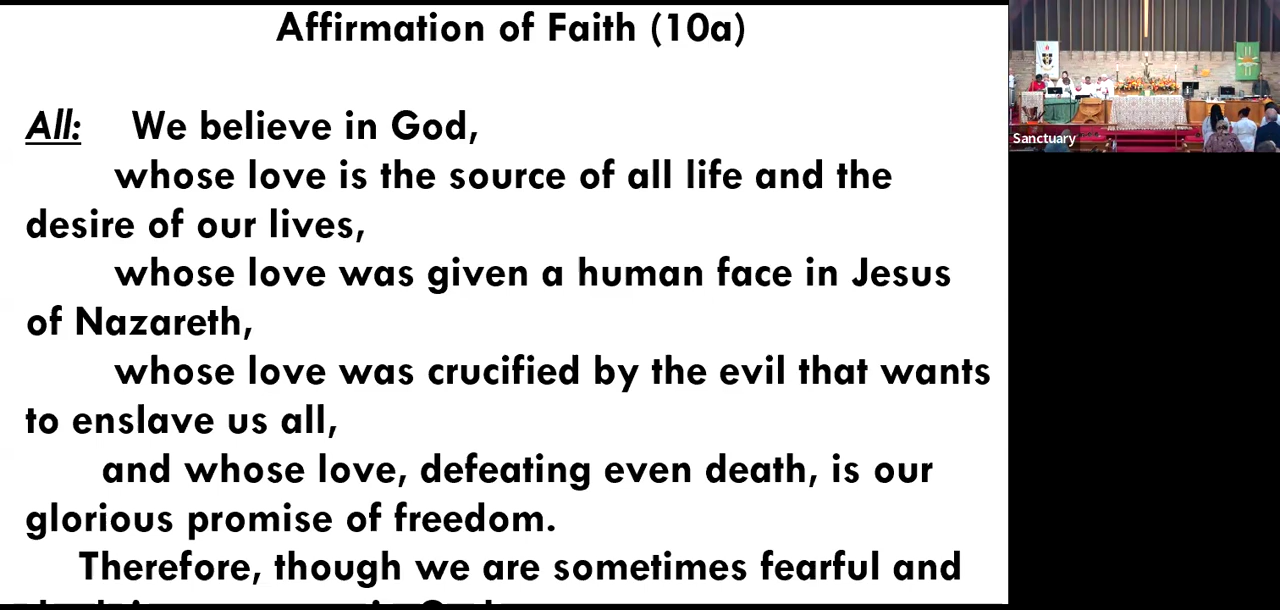 Affirmation of Faith (10a)
All: We believe in God,
whose love is the source of all life and the
desire of our lives,
whose love was given a human face in Jesus
of Nazareth,
whose love was crucified by the evil that wants
to enslave us all,
and whose love, defeating even death, is our
glorious promise of freedom.
Therefore, though we are sometimes fearful and
Sanctuary